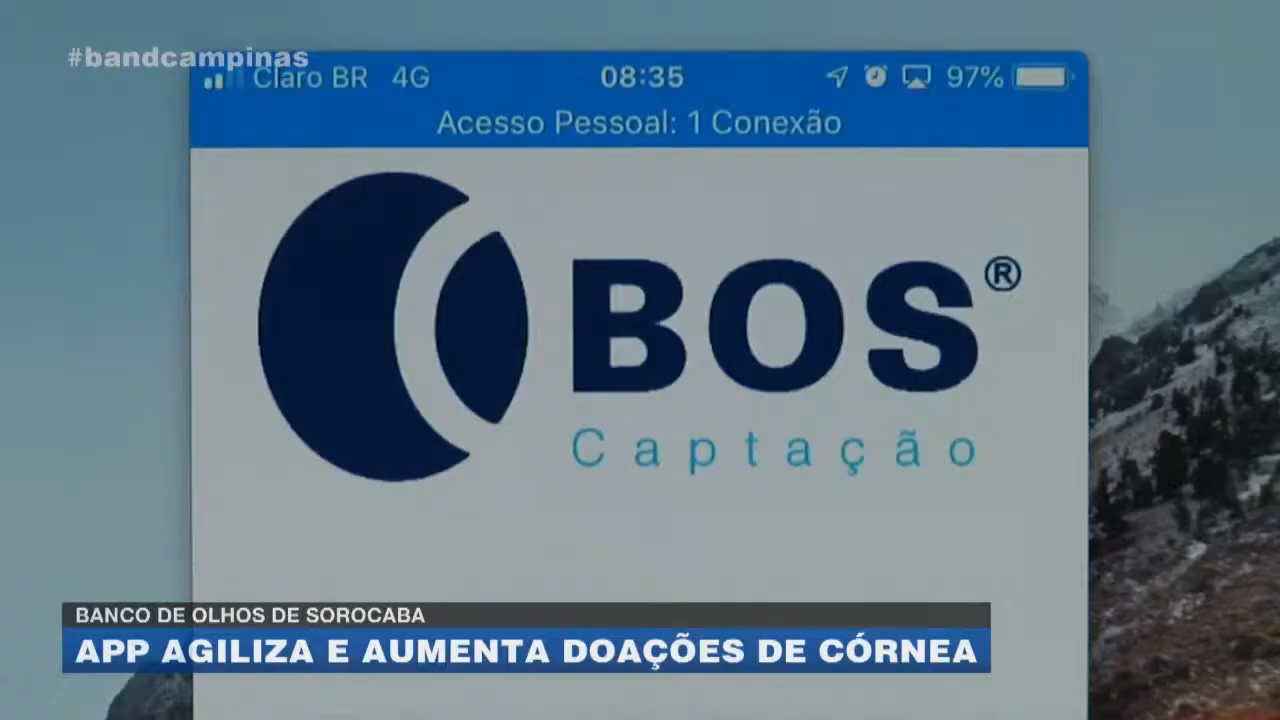 #bandcampinas
Claro BR 4G 08:35 97%
Acesso Pessoal: 1 Conexão
BOS®
Captação
BANCO DE OLHOS DE SOROCABA
APP AGILIZA E AUMENTA DOAÇÕES DE CÓRNEA